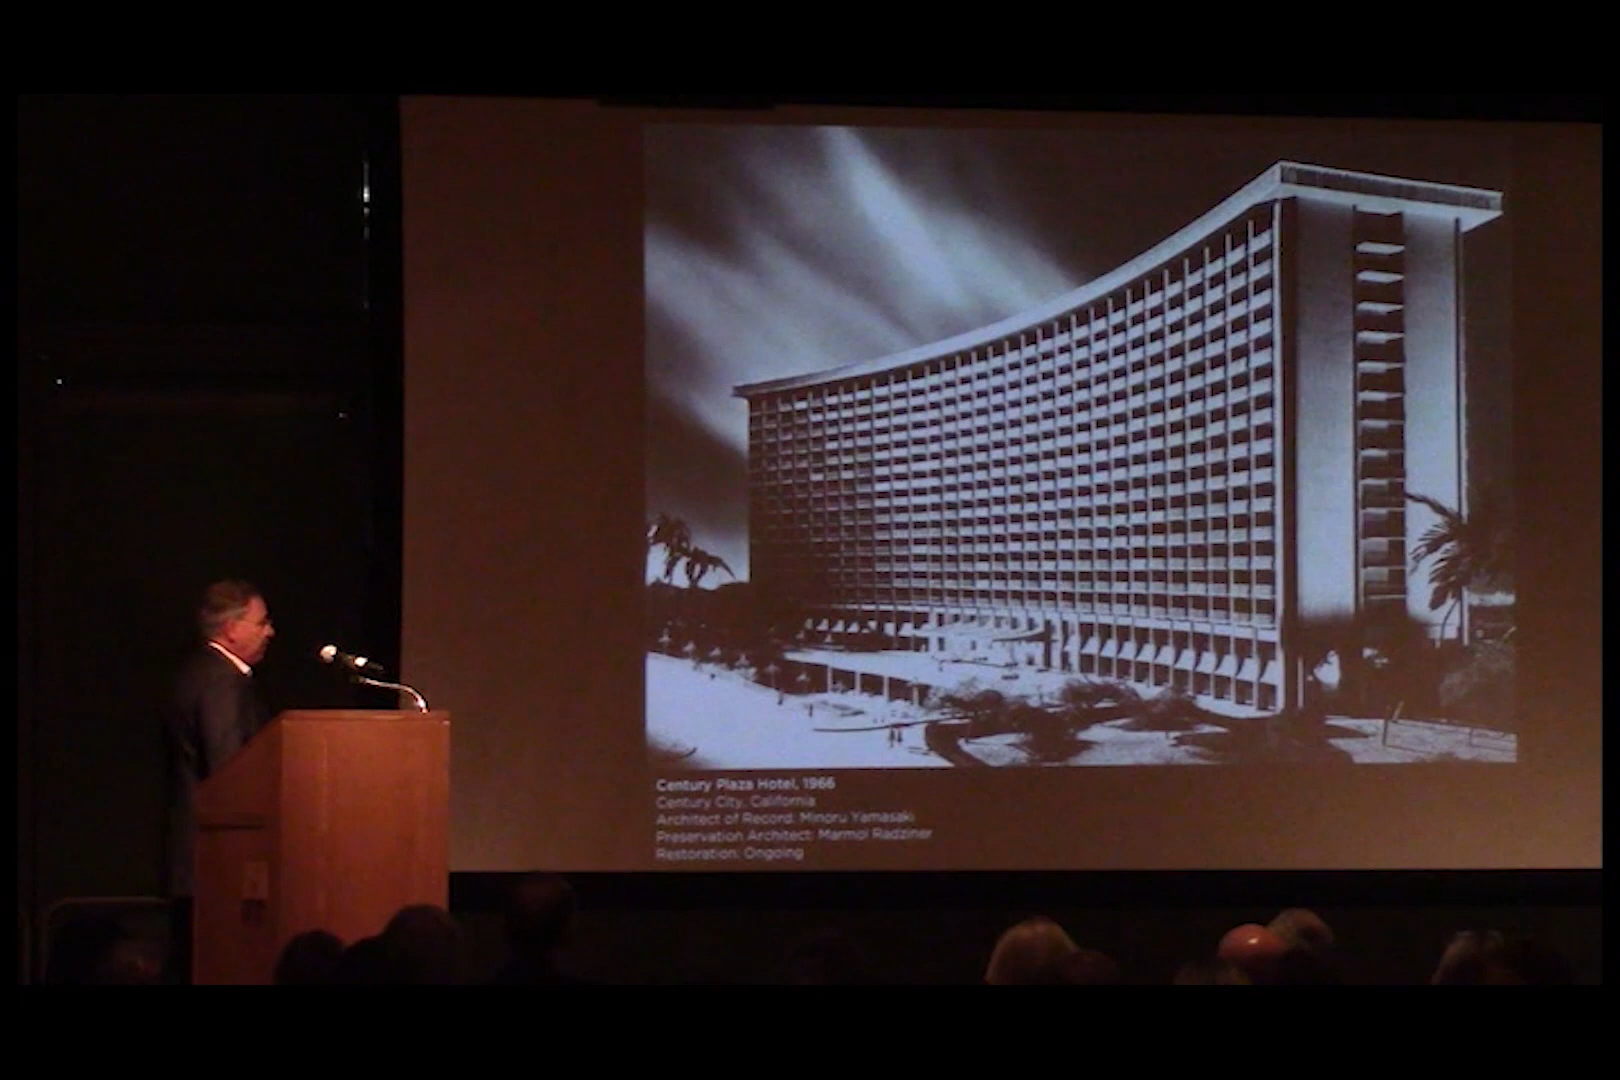 Century Plaza Hotel, 1966
Century City, California
Architect of Record: Minoru Yamasaki
Preservation Architect: Marmol Radziner
Restoration: Ongoing